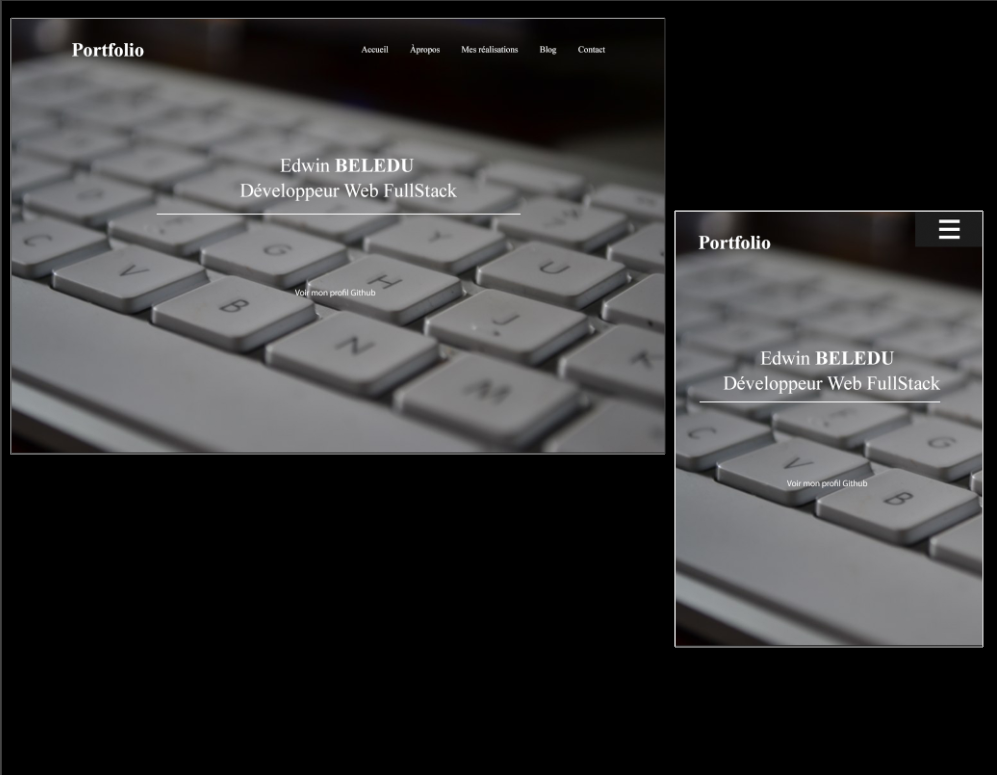 Portfolio
Accueil Àpropos Mes réalisations Blog Contact
Edwin BELEDU
Développeur Web FullStack
C V B G N H Y J M U K
Voir mon profil Github
Portfolio
Edwin BELEDU
Développeur Web FullStack
C V B G
Voir mon profil Github